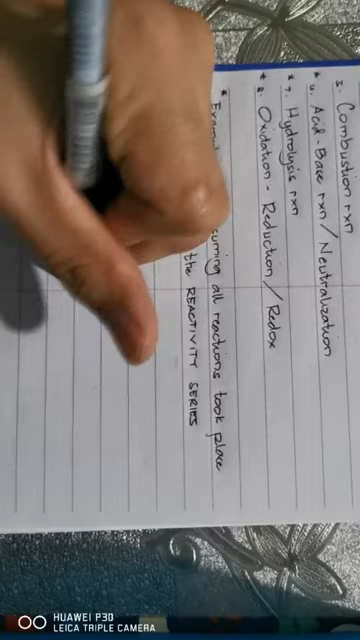 5. Combustion rxn
* 6. Acid - Base rxn / Neutralization
* 7. Hydrolysis rxn
* 8. Oxidation - Reduction / Redox
* all reactions took place
the REACTIVITY SERIES
HUAWEI P30
LEICA TRIPLE CAMERA